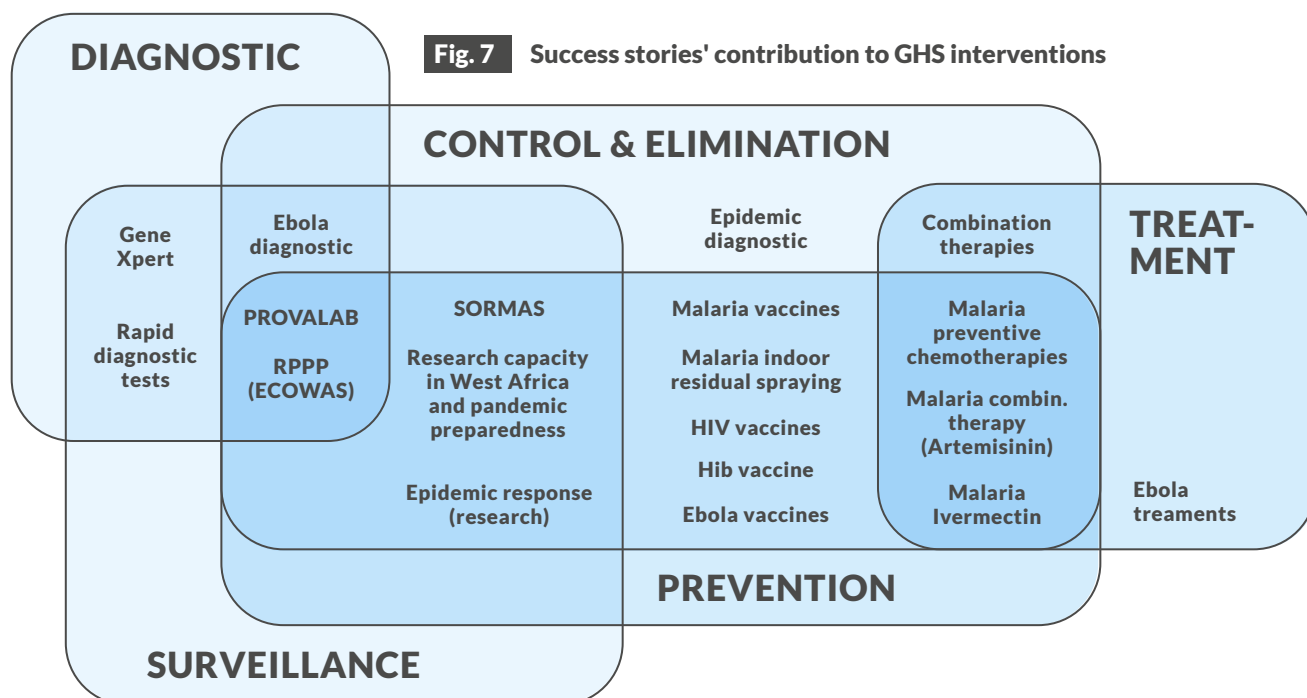 DIAGNOSTIC
Fig. 7 Success stories' contribution to GHS interventions
CONTROL & ELIMINATION
TREAT-
MENT
Gene
Xpert
Rapid
diagnostic
tests
Ebola
diagnostic
PROVALAB
RPPP
(ECOWAS)
SORMAS
Research capacity
in West Africa
and pandemic
preparedness
Epidemic response
(research)
Epidemic
diagnostic
Malaria vaccines
Malaria indoor
residual spraying
HIV vaccines
Hib vaccine
Ebola vaccines
Combination
therapies
Malaria
preventive
chemotherapies
Malaria combin.
therapy
(Artemisinin)
Malaria
Ivermectin
Ebola
treaments
PREVENTION
SURVEILLANCE